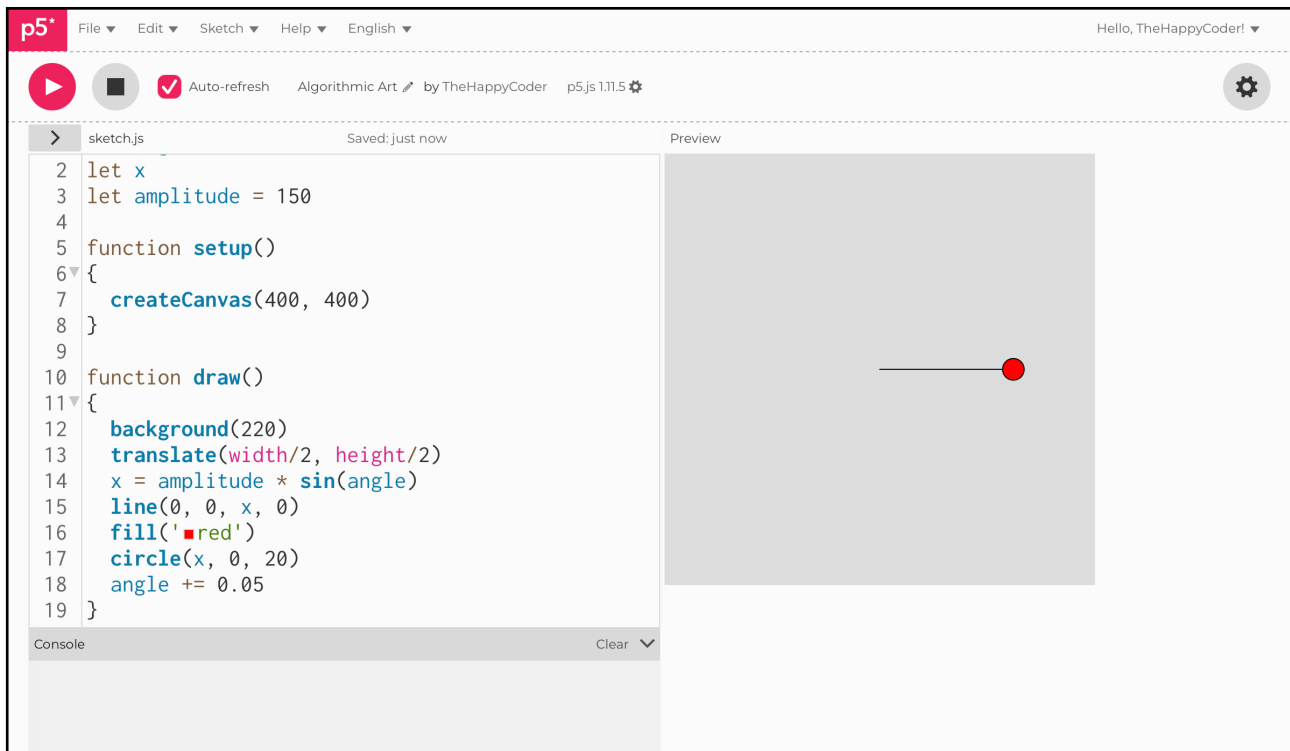 p5* File Edit Sketch Help English Hello, TheHappyCoder!
Auto-refresh Algorithmic Art by TheHappyCoder p5.js 1.11.5
sketch.js Saved: just now Preview
2 let x
3 let amplitude = 150
4
5 function setup()
6 {
7 createCanvas(400, 400)
8 }
9
10 function draw()
11 {
12 background(220)
13 translate(width/2, height/2)
14 x = amplitude * sin(angle)
15 line(0, 0, x, 0)
16 fill('red')
17 circle(x, 0, 20)
18 angle += 0.05
19 }
Console Clear